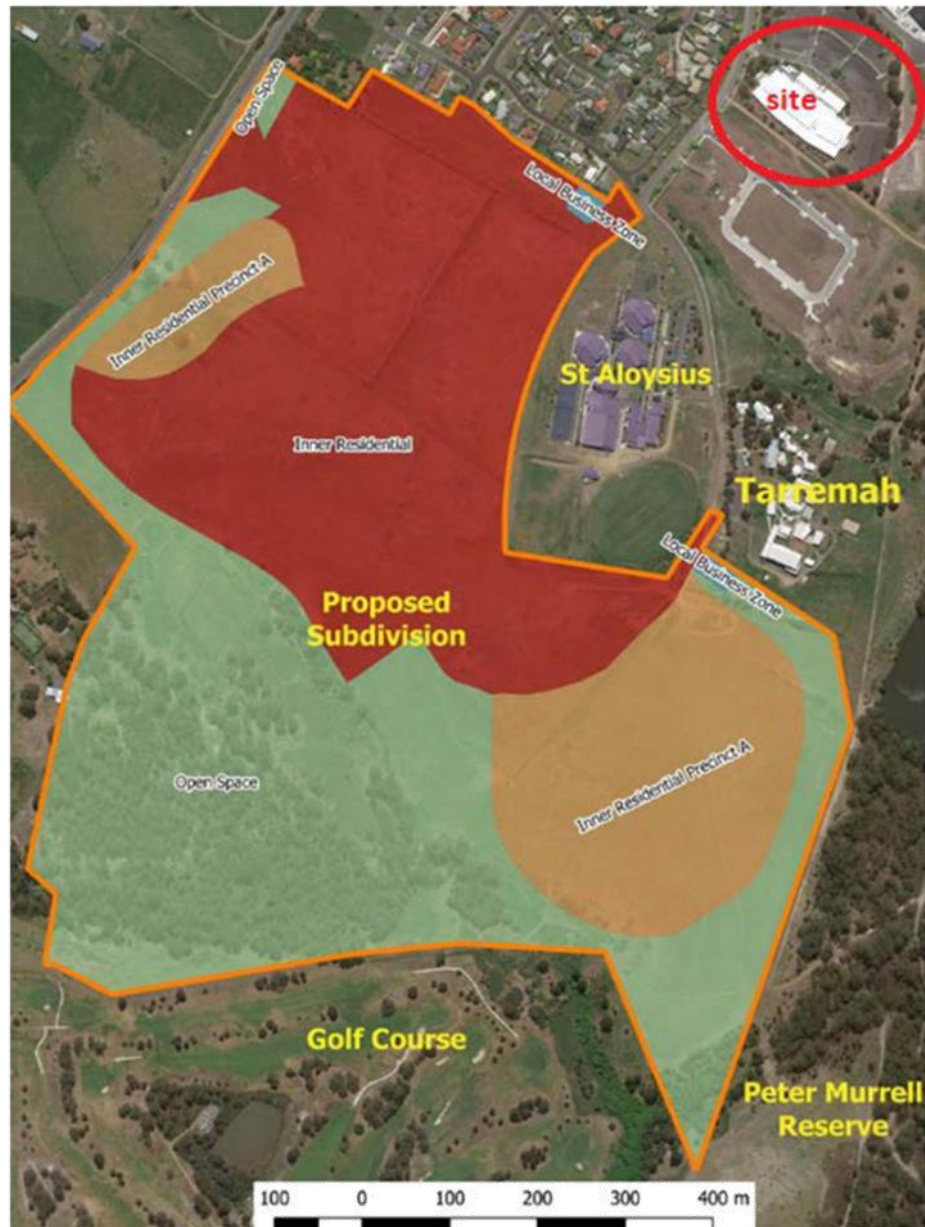 site
Open Space
Local Business Zone
Inner Residential Precinct A
St Aloysius
Inner Residential
Tarremah
Local Business Zone
Proposed
Subdivision
Open Space
Inner Residential Precinct A
Golf Course
Peter Murrell
Reserve
100 0 100 200 300 400 m